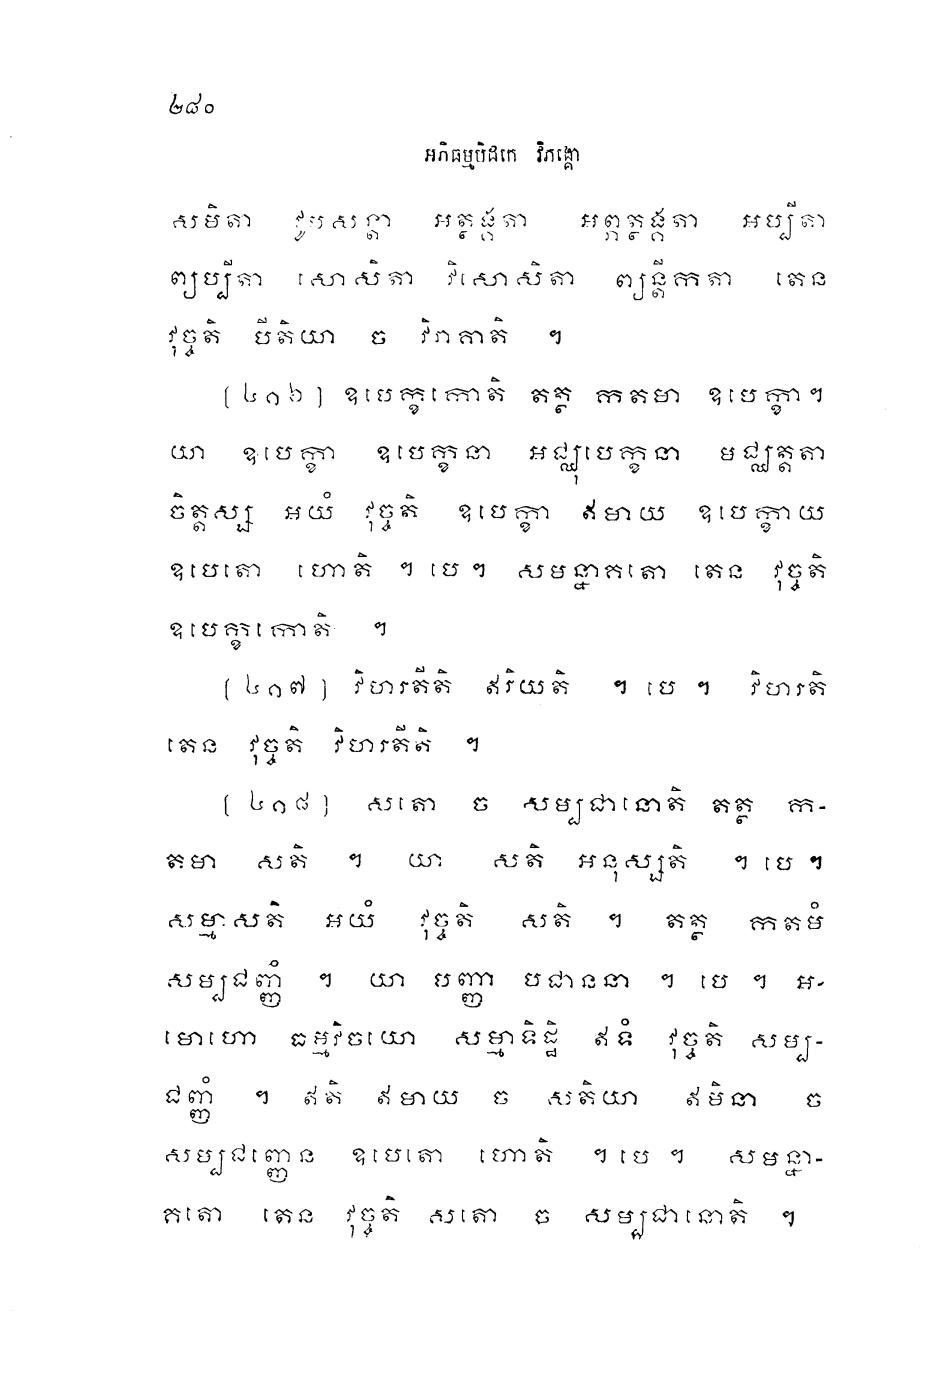 ២៨០
អភិធម្មបិដកេ វិភង្គោ
សមិតា វូបសន្តា អត្ថង្គតា អព្ភត្ថង្គតា អប្បីតា
ព្យប្បីតា សោសិតា វិសោសិតា ព្យន្តីកតា តេន
វុច្ចតិ បីតិយា ច វិរាគាតិ ។
[៤១៦] ឧបេក្ខកោតិ តត្ថ កតមា ឧបេក្ខា។
យា ឧបេក្ខា ឧបេក្ខនា អជ្ឈុបេក្ខនា មជ្ឈត្តតា
ចិត្តស្ស អយំ វុច្ចតិ ឧបេក្ខា ឥមាយ ឧបេក្ខាយ
ឧបេតោ ហោតិ ។ បេ ។ សមន្នាគតោ តេន វុច្ចតិ
ឧបេក្ខកោតិ ។
[៤១៧] វិហរតីតិ ឥរិយតិ ។ បេ ។ វិហរតិ
តេន វុច្ចតិ វិហរតីតិ ។
[៤១៨] សតោ ច សម្បជានោតិ តត្ថ ក-
តមា សតិ ។ យា សតិ អនុស្សតិ ។ បេ ។
សម្មាសតិ អយំ វុច្ចតិ សតិ ។ តត្ថ កតមំ
សម្បជញ្ញំ ។ យា បញ្ញា បជាននា ។ បេ ។ អ-
មោហោ ធម្មវិចយោ សម្មាទិដ្ឋិ ឥទំ វុច្ចតិ សម្ប-
ជញ្ញំ ។ ឥតិ ឥមាយ ច សតិយា ឥមិនា ច
សម្បជញ្ញេន ឧបេតោ ហោតិ ។ បេ ។ សមន្នា-
គតោ តេន វុច្ចតិ សតោ ច សម្បជានោតិ ។